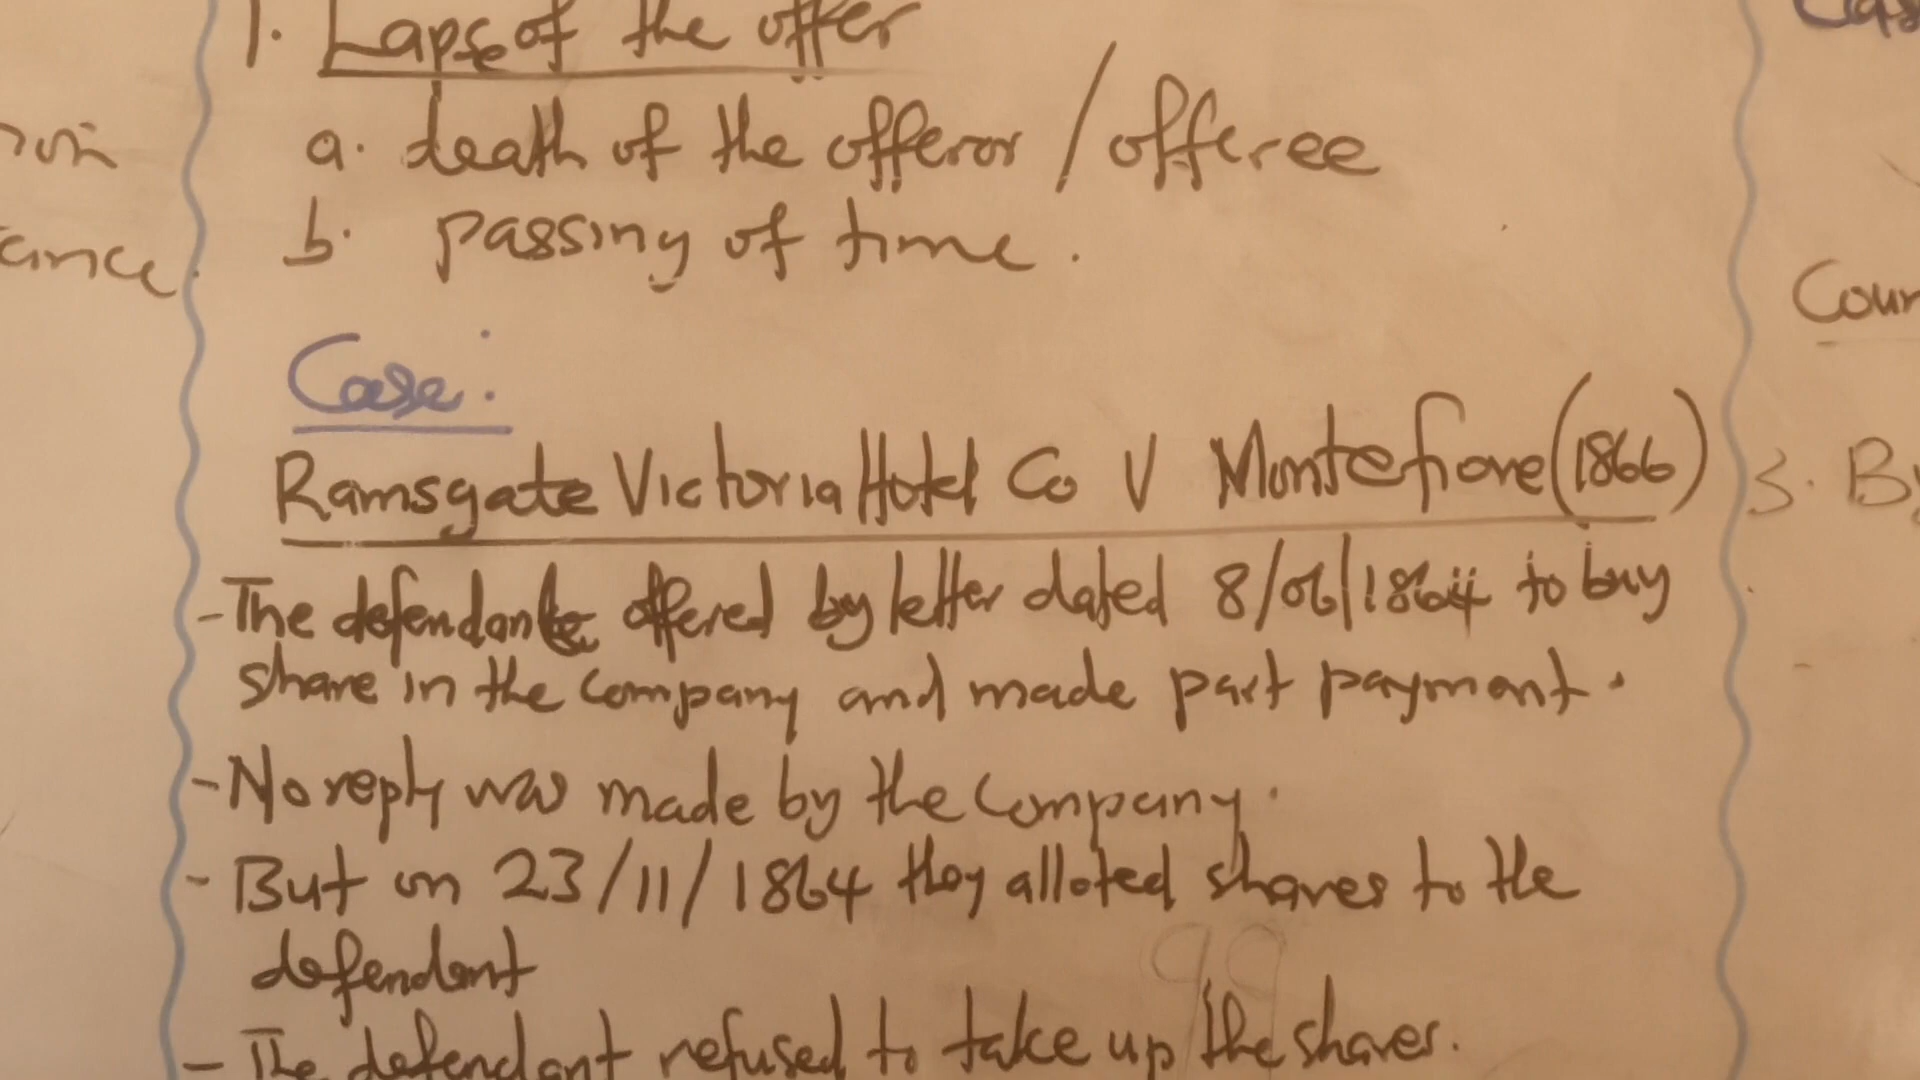 1. Lapse of the offer
a. death of the offeror / offeree
b. passing of time.
Case:
Ramsgate Victoria Hotel Co V Montefiore (1866)
- The defendant offered by letter dated 8/06/1864 to buy
share in the company and made part payment.
- No reply was made by the company.
- But on 23/11/1864 they alloted shares to the
defendant
- The defendant refused to take up the shares.
3. By